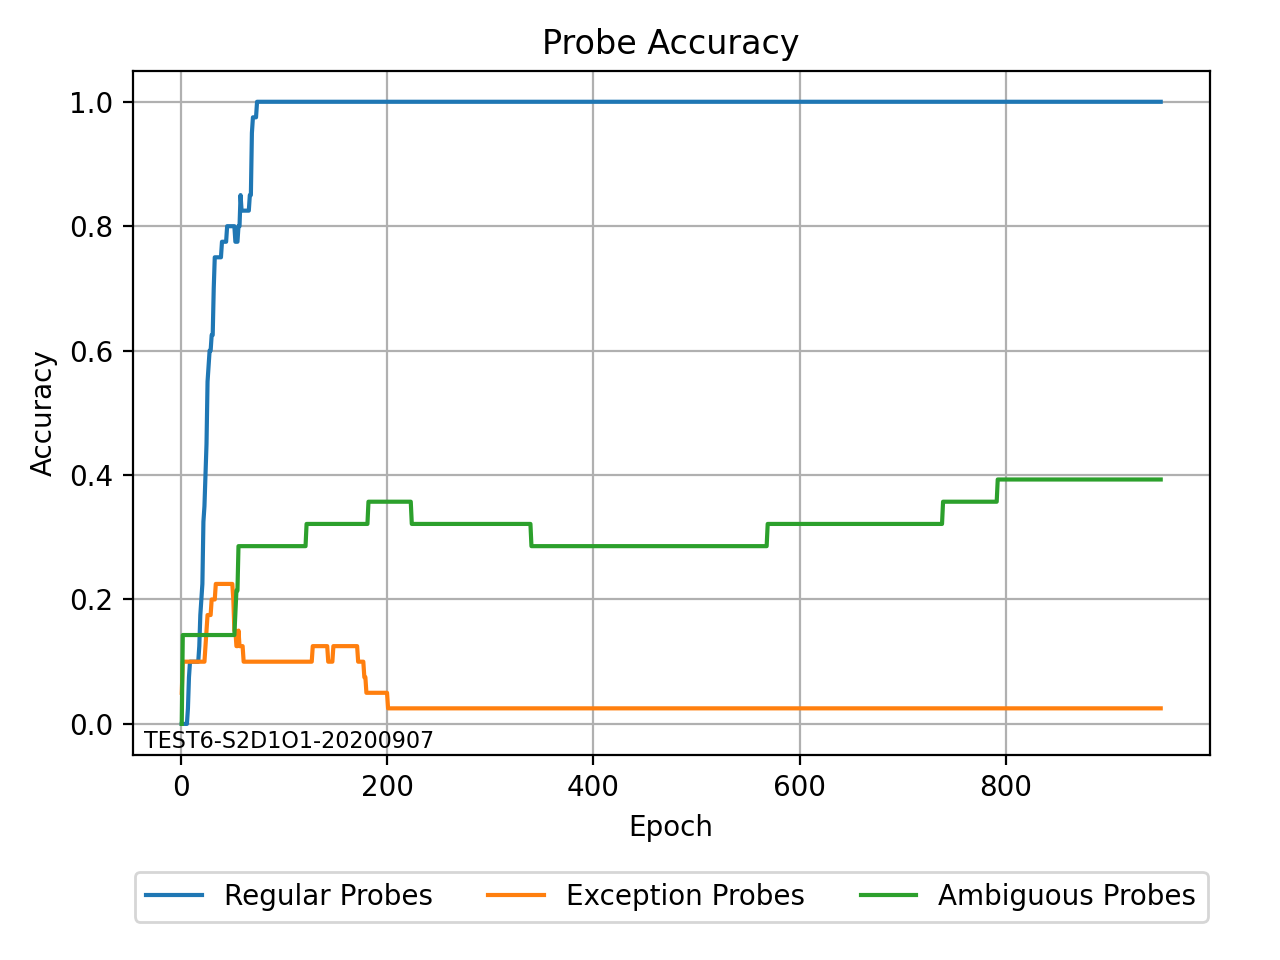 Probe Accuracy
1.0
0.8
0.6
0.4
0.2
0.0
Accuracy
TEST6-S2D1O1-20200907
0 200 400 600 800
Epoch
Regular Probes Exception Probes Ambiguous Probes